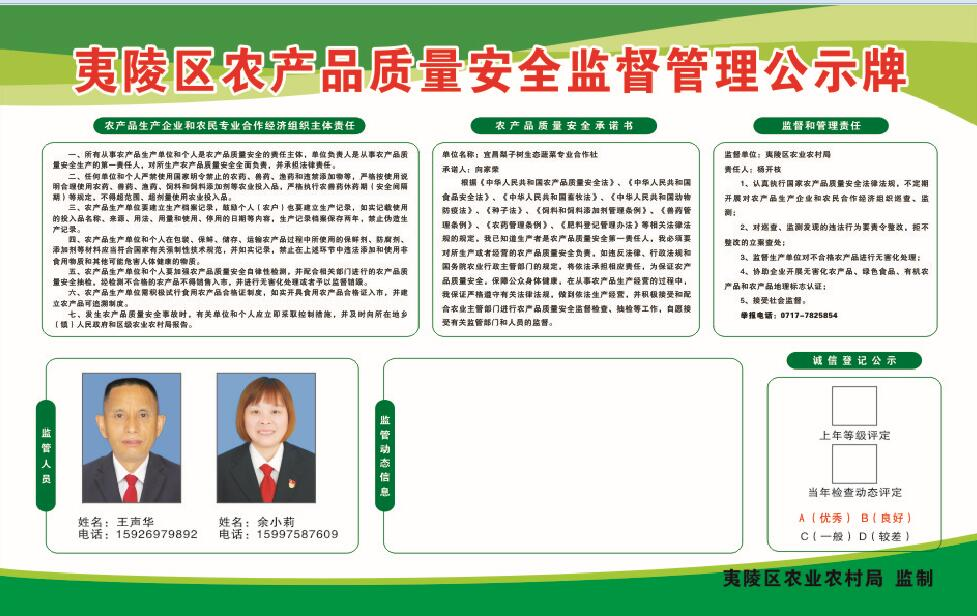 夷陵区农产品质量安全监督管理公示牌
农产品生产企业和农民专业合作经济组织主体责任
一、所有从事农产品生产单位和个人是农产品质量安全的责任主体，单位负责人是从事农产品质
量安全生产的第一责任人，对所生产农产品质量安全全面负责，并承担法律责任。
二、任何单位和个人严禁使用国家明令禁止的农药、兽药、渔药和违禁添加物等，严格按使用说
明合理使用农药、兽药、渔药、饲料和饲料添加剂等农业投入品，严格执行农兽药休药期（安全间隔
期）等规定，不得超范围、超剂量使用农业投入品。
三、农产品生产单位要建立生产档案记录，鼓励个人（农户）也要建立生产记录，如实记载使用
的投入品名称、来源、用法、用量和使用、停用的日期等内容。生产记录档案保存两年，禁止伪造生
产记录。
四、农产品生产单位和个人在包装、保鲜、储存、运输农产品过程中所使用的保鲜剂、防腐剂、
添加剂等材料应当符合国家有关强制性技术规范，并如实记录。禁止在上述环节中违法添加和使用非
食用物质和其他可能危害人体健康的物质。
五、农产品生产单位和个人要加强农产品质量安全自律性检测，并配合相关部门进行的农产品质
量安全抽检，经检测不合格的农产品不得销售入市，并进行无害化处理或者予以监督销毁。
六、农产品生产单位需积极试行食用农产品合格证制度，如实开具食用农产品合格证入市，并建
立农产品可追溯制度。
七、发生农产品质量安全事故时，有关单位和个人应立即采取控制措施，并及时向所在地乡
（镇）人民政府和区级农业农村局报告。
农产品质量安全承诺书
单位名称：宜昌梨子树生态蔬菜专业合作社
承诺人：向家荣
根据《中华人民共和国农产品质量安全法》、《中华人民共和国
食品安全法》、《中华人民共和国畜牧法》、《中华人民共和国动物
防疫法》、《种子法》、《饲料和饲料添加剂管理条例》、《兽药管
理条例》、《农药管理条例》、《肥料登记管理办法》等相关法律法
规的规定。我已知道生产者是农产品质量安全第一责任人。我必须要
对所生产或者经营的农产品质量安全负责。如违反法律、行政法规和
国务院农业行政主管部门的规定，将依法承担相应责任，为保证农产
品质量安全，保障公众身体健康，在从事农产品生产经营的过程中，
我保证严格遵守有关法律法规，做到依法生产经营，并积极接受和配
合农业主管部门进行农产品质量安全监督检查、抽检等工作，自愿接
受有关监管部门和人员的监督。
监督和管理责任
监督单位：夷陵区农业农村局
责任人：杨开枝
1、认真执行国家农产品质量安全法律法规，不定期
开展对农产品生产企业和农民合作经济组织巡查、监
测；
2、对巡查、监测发现的违法行为要责令整改，拒不
整改的立案查处；
3、监督生产单位对不合格农产品进行无害化处理；
4、协助企业开展无害化农产品、绿色食品、有机农
产品和农产品地理标志认证；
5、接受社会监督。
举报电话：0717-7825854
监管人员
姓名：王声华
电话：15926979892
姓名：余小莉
电话：15997587609
监管动态信息
诚信登记公示
上年等级评定
当年检查动态评定
A（优秀） B（良好）
C（一般） D（较差）
夷陵区农业农村局 监制